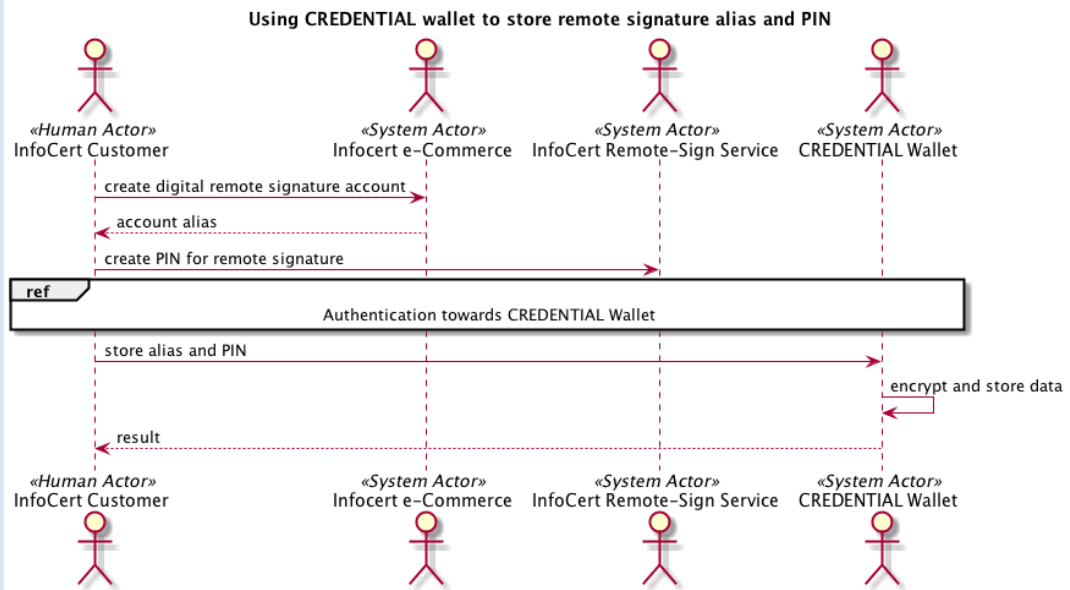 Using CREDENTIAL wallet to store remote signature alias and PIN
«Human Actor» «System Actor» «System Actor» «System Actor»
InfoCert Customer Infocert e-Commerce InfoCert Remote-Sign Service CREDENTIAL Wallet
create digital remote signature account
account alias
create PIN for remote signature
ref
Authentication towards CREDENTIAL Wallet
store alias and PIN
encrypt and store data
result
«Human Actor» «System Actor» «System Actor» «System Actor»
InfoCert Customer Infocert e-Commerce InfoCert Remote-Sign Service CREDENTIAL Wallet